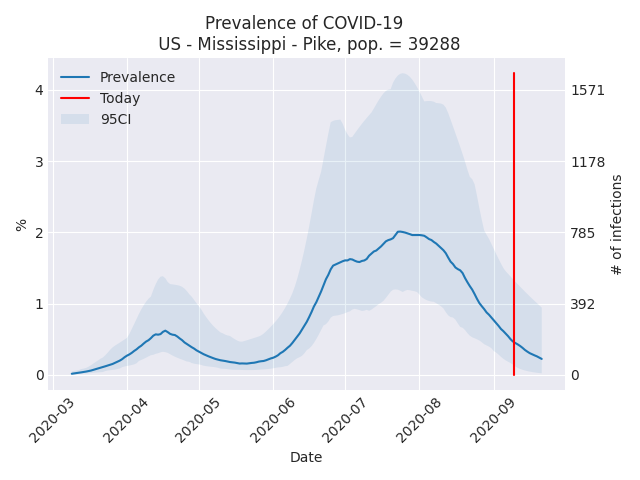 Prevalence of COVID-19
US - Mississippi - Pike, pop. = 39288
Prevalence
Today
95CI
4
3
2
1
0
%
1571
1178
785
392
0
# of infections
2020-03
2020-04
2020-05
2020-06
2020-07
2020-08
2020-09
Date